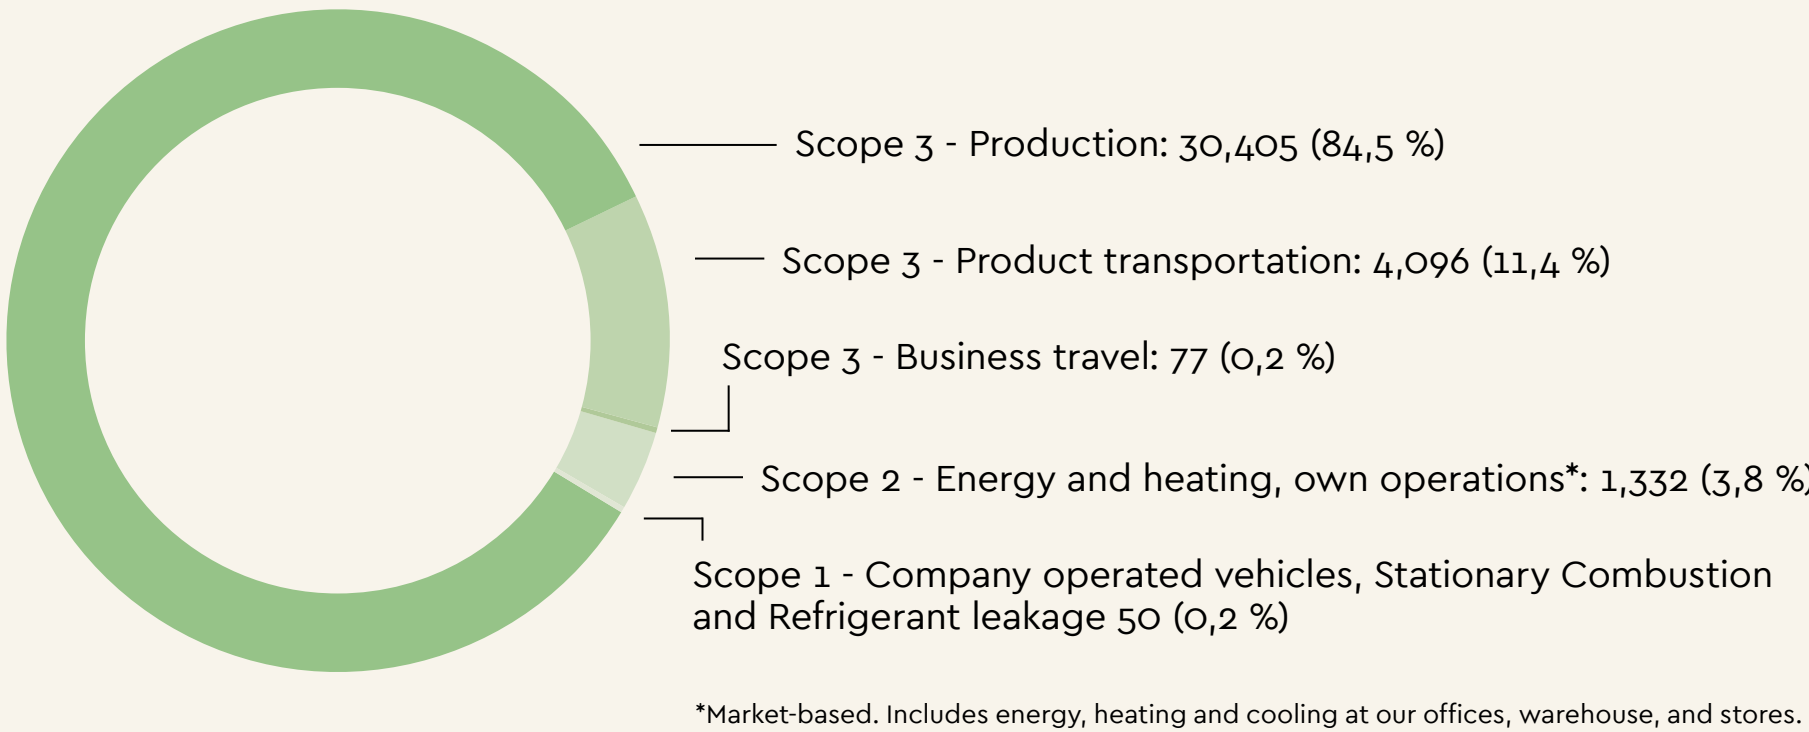 Scope 3 - Production: 30,405 (84,5 %)
Scope 3 - Product transportation: 4,096 (11,4 %)
Scope 3 - Business travel: 77 (0,2 %)
Scope 2 - Energy and heating, own operations*: 1,332 (3,8 %)
Scope 1 - Company operated vehicles, Stationary Combustion
and Refrigerant leakage 50 (0,2 %)
*Market-based. Includes energy, heating and cooling at our offices, warehouse, and stores.